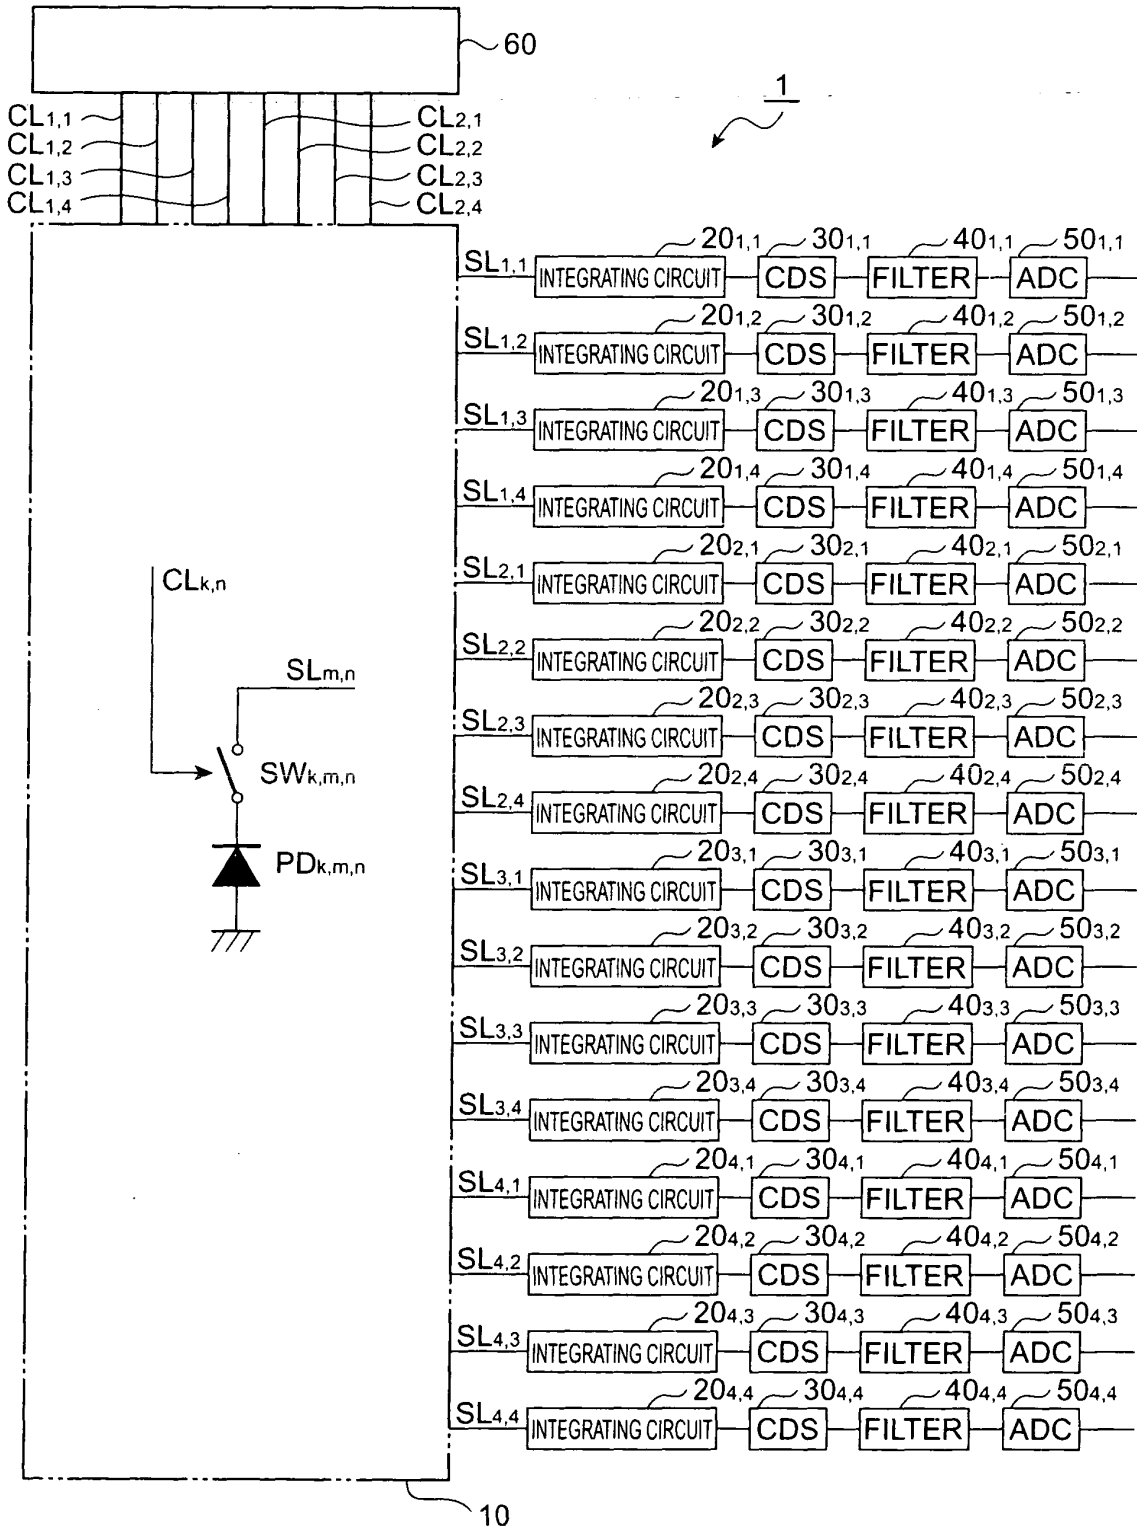 60
1
CL1,1
CL1,2
CL1,3
CL1,4
CL2,1
CL2,2
CL2,3
CL2,4
201,1 301,1 401,1 501,1
SL1,1 INTEGRATING CIRCUIT CDS FILTER ADC
201,2 301,2 401,2 501,2
SL1,2 INTEGRATING CIRCUIT CDS FILTER ADC
201,3 301,3 401,3 501,3
SL1,3 INTEGRATING CIRCUIT CDS FILTER ADC
201,4 301,4 401,4 501,4
SL1,4 INTEGRATING CIRCUIT CDS FILTER ADC
202,1 302,1 402,1 502,1
SL2,1 INTEGRATING CIRCUIT CDS FILTER ADC
202,2 302,2 402,2 502,2
SL2,2 INTEGRATING CIRCUIT CDS FILTER ADC
202,3 302,3 402,3 502,3
SL2,3 INTEGRATING CIRCUIT CDS FILTER ADC
202,4 302,4 402,4 502,4
SL2,4 INTEGRATING CIRCUIT CDS FILTER ADC
203,1 303,1 403,1 503,1
SL3,1 INTEGRATING CIRCUIT CDS FILTER ADC
203,2 303,2 403,2 503,2
SL3,2 INTEGRATING CIRCUIT CDS FILTER ADC
203,3 303,3 403,3 503,3
SL3,3 INTEGRATING CIRCUIT CDS FILTER ADC
203,4 303,4 403,4 503,4
SL3,4 INTEGRATING CIRCUIT CDS FILTER ADC
204,1 304,1 404,1 504,1
SL4,1 INTEGRATING CIRCUIT CDS FILTER ADC
204,2 304,2 404,2 504,2
SL4,2 INTEGRATING CIRCUIT CDS FILTER ADC
204,3 304,3 404,3 504,3
SL4,3 INTEGRATING CIRCUIT CDS FILTER ADC
204,4 304,4 404,4 504,4
SL4,4 INTEGRATING CIRCUIT CDS FILTER ADC
CLk,n
SLm,n
SWk,m,n
PDk,m,n
10